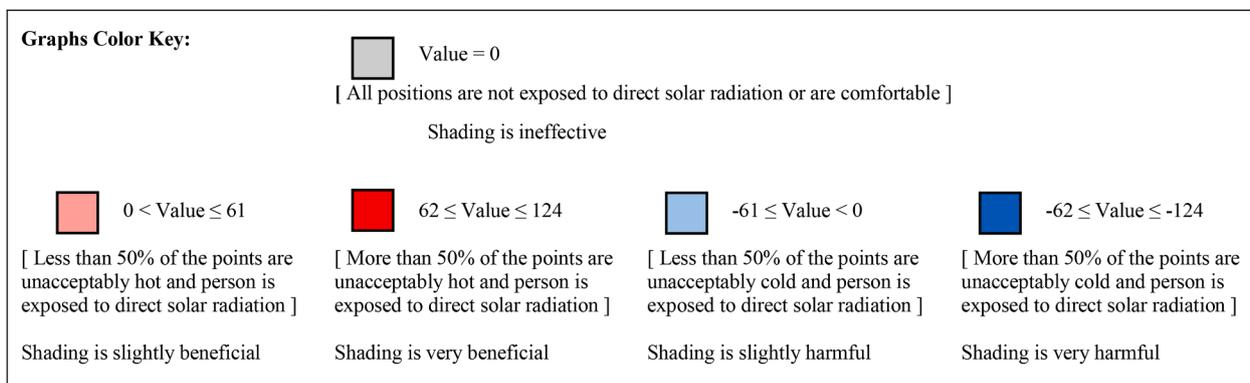 Graphs Color Key:
Value = 0
[ All positions are not exposed to direct solar radiation or are comfortable ]
Shading is ineffective
0 < Value ≤ 61
[ Less than 50% of the points are
unacceptably hot and person is
exposed to direct solar radiation ]
Shading is slightly beneficial
62 ≤ Value ≤ 124
[ More than 50% of the points are
unacceptably hot and person is
exposed to direct solar radiation ]
Shading is very beneficial
-61 ≤ Value < 0
[ Less than 50% of the points are
unacceptably cold and person is
exposed to direct solar radiation ]
Shading is slightly harmful
-62 ≤ Value ≤ -124
[ More than 50% of the points are
unacceptably cold and person is
exposed to direct solar radiation ]
Shading is very harmful